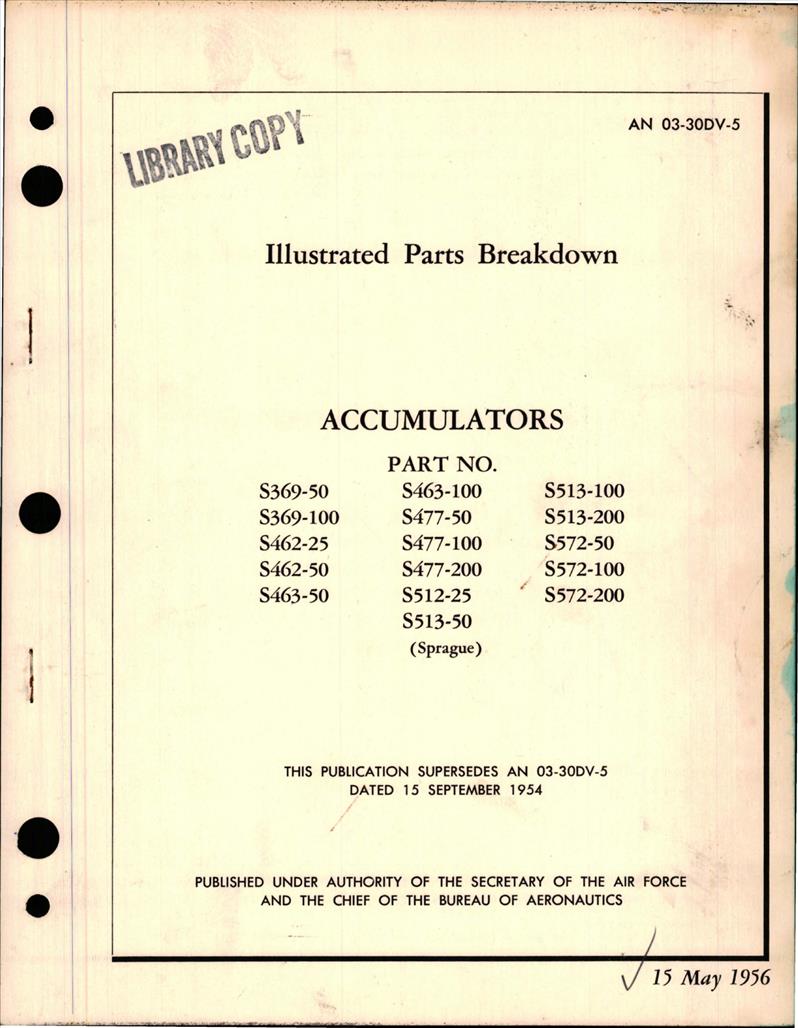 AN 03-30DV-5
LIBRARY COPY
Illustrated Parts Breakdown
ACCUMULATORS
PART NO.
S369-50 S463-100 S513-100
S369-100 S477-50 S513-200
S462-25 S477-100 S572-50
S462-50 S477-200 S572-100
S463-50 S512-25 S572-200
S513-50
(Sprague)
THIS PUBLICATION SUPERSEDES AN 03-30DV-5
DATED 15 SEPTEMBER 1954
PUBLISHED UNDER AUTHORITY OF THE SECRETARY OF THE AIR FORCE
AND THE CHIEF OF THE BUREAU OF AERONAUTICS
15 May 1956